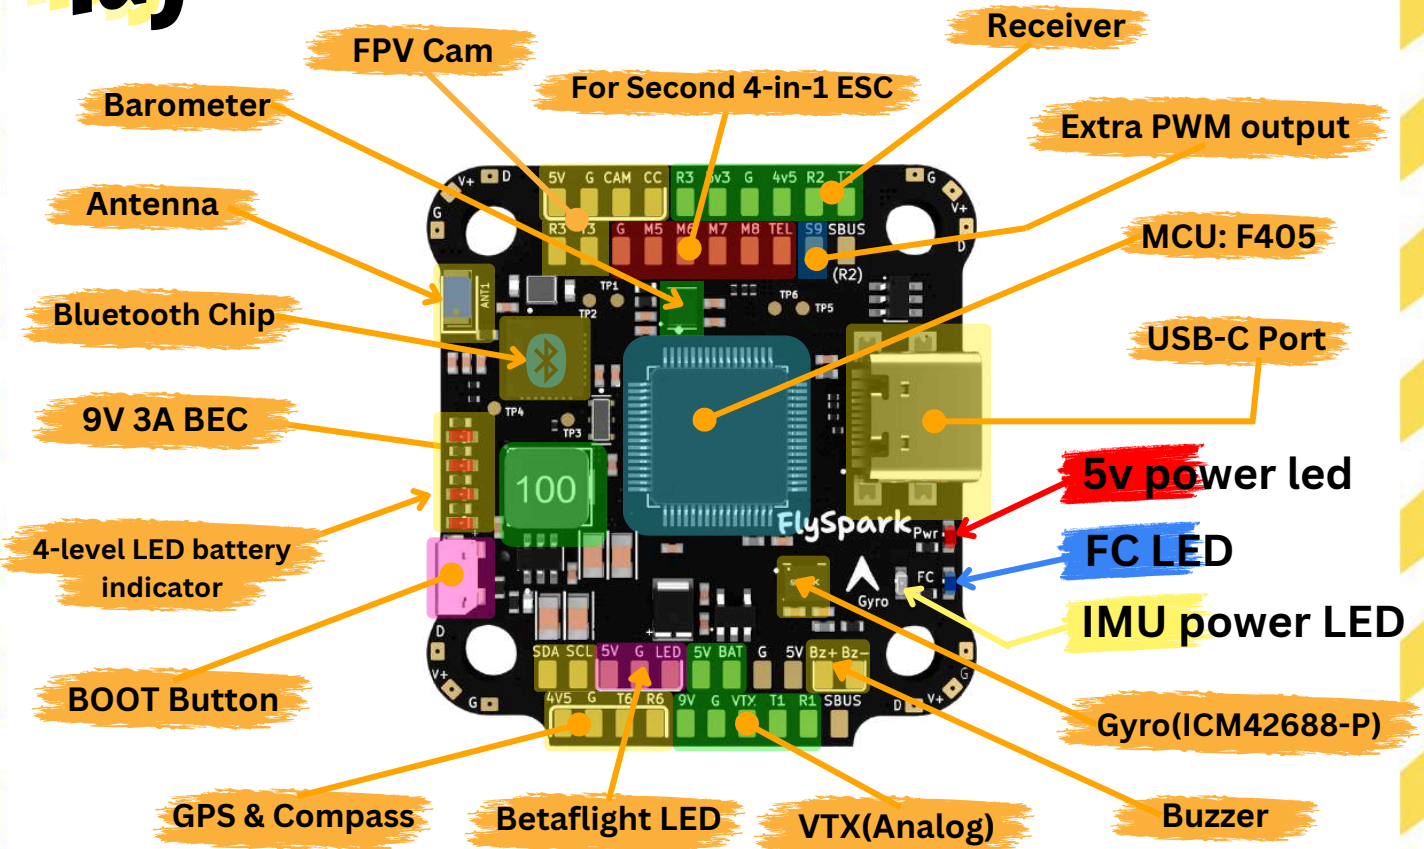 FPV Cam
Receiver
For Second 4-in-1 ESC
Barometer
Extra PWM output
Antenna
MCU: F405
Bluetooth Chip
USB-C Port
9V 3A BEC
5v power led
4-level LED battery
indicator
FC LED
IMU power LED
BOOT Button
Gyro(ICM42688-P)
GPS & Compass
Betaflight LED
VTX(Analog)
Buzzer
V+ D
G
5V G CAM CC
R3 3v3 G 4v5 R2 T2
G
V+
D
R3 T3
G M5 M6 M7 M8 TEL
S9 SBUS
(R2)
ANT1
TP1
TP2
TP6
TP5
TP4
TP3
100
FlySpark
Pwr
FC
Gyro
D
V+
G
SDA SCL 5V G LED 5V BAT G 5V Bz+ Bz-
4V5 G T6 R6 9V G VTX T1 R1 SBUS
G
V+
D